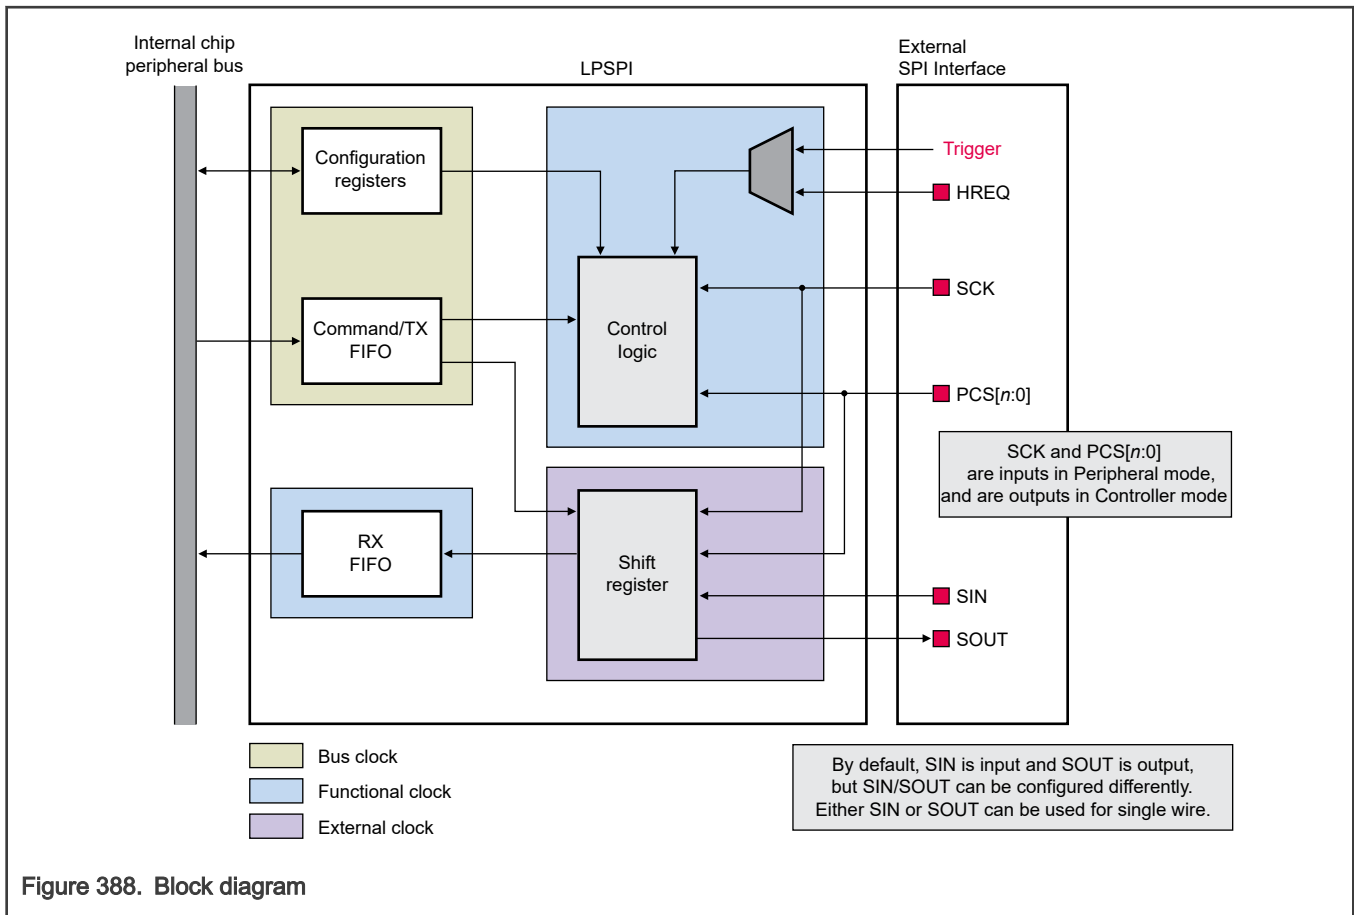 Internal chip
peripheral bus
LPSPI
External
SPI Interface
Configuration
registers
Trigger
HREQ
SCK
Command/TX
FIFO
Control
logic
PCS[n:0]
SCK and PCS[n:0]
are inputs in Peripheral mode,
and are outputs in Controller mode
RX
FIFO
Shift
register
SIN
SOUT
Bus clock
Functional clock
External clock
By default, SIN is input and SOUT is output,
but SIN/SOUT can be configured differently.
Either SIN or SOUT can be used for single wire.
Figure 388. Block diagram